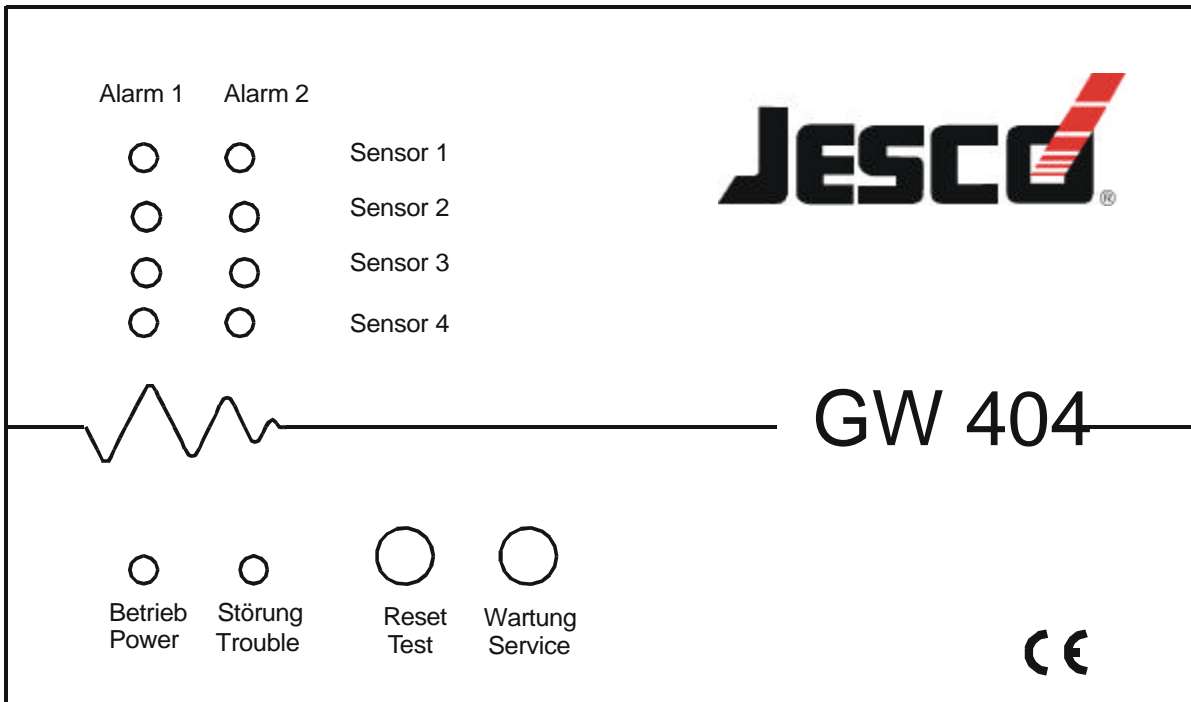 Alarm 1 Alarm 2
Sensor 1
Sensor 2
Sensor 3
Sensor 4
JESCO®
GW 404
Betrieb Störung Reset Wartung
Power Trouble Test Service
CE